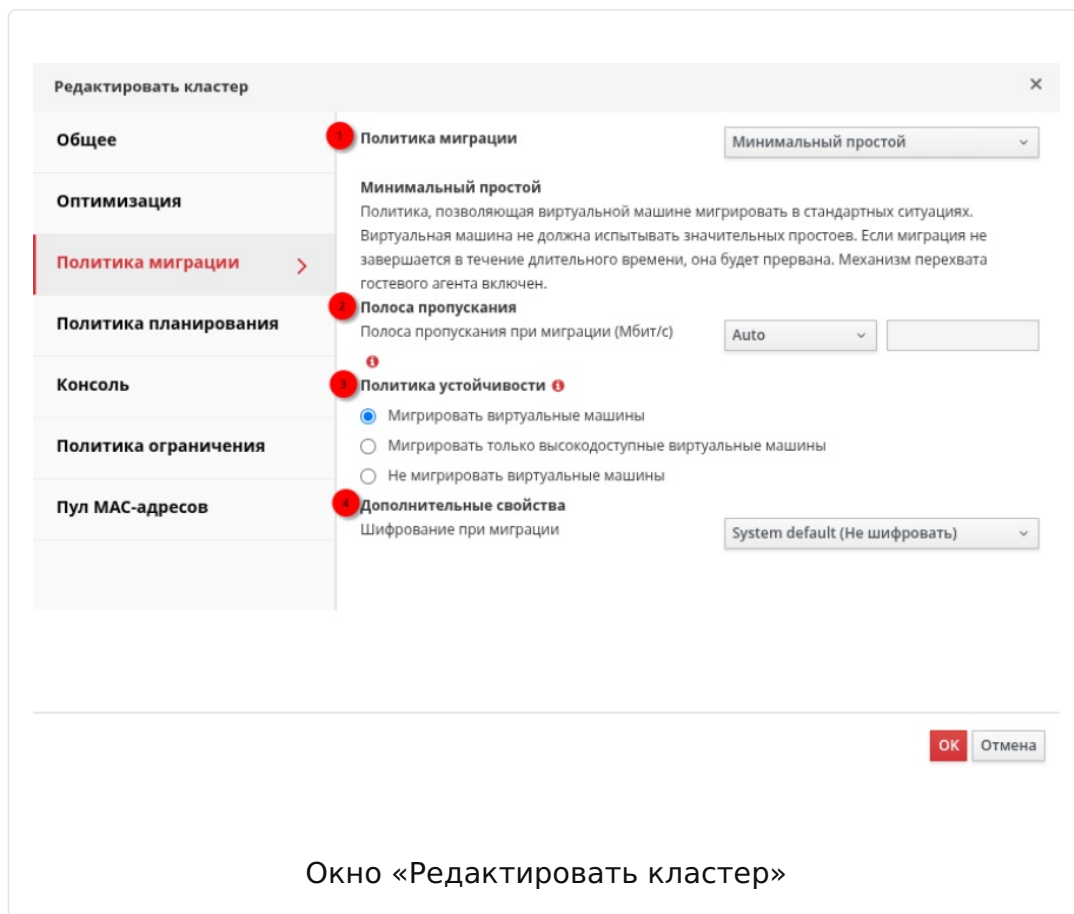 Редактировать кластер
×
Общее
Оптимизация
Политика миграции
Политика планирования
Консоль
Политика ограничения
Пул МАС-адресов
1 Политика миграции
Минимальный простой
Минимальный простой
Политика, позволяющая виртуальной машине мигрировать в стандартных ситуациях.
Виртуальная машина не должна испытывать значительных простоев. Если миграция не
завершается в течение длительного времени, она будет прервана. Механизм перехвата
гостевого агента включен.
2 Полоса пропускания
Полоса пропускания при миграции (Мбит/с)
Auto
3 Политика устойчивости
Мигрировать виртуальные машины
Мигрировать только высокодоступные виртуальные машины
Не мигрировать виртуальные машины
4 Дополнительные свойства
Шифрование при миграции
System default (Не шифровать)
OK
Отмена
Окно «Редактировать кластер»